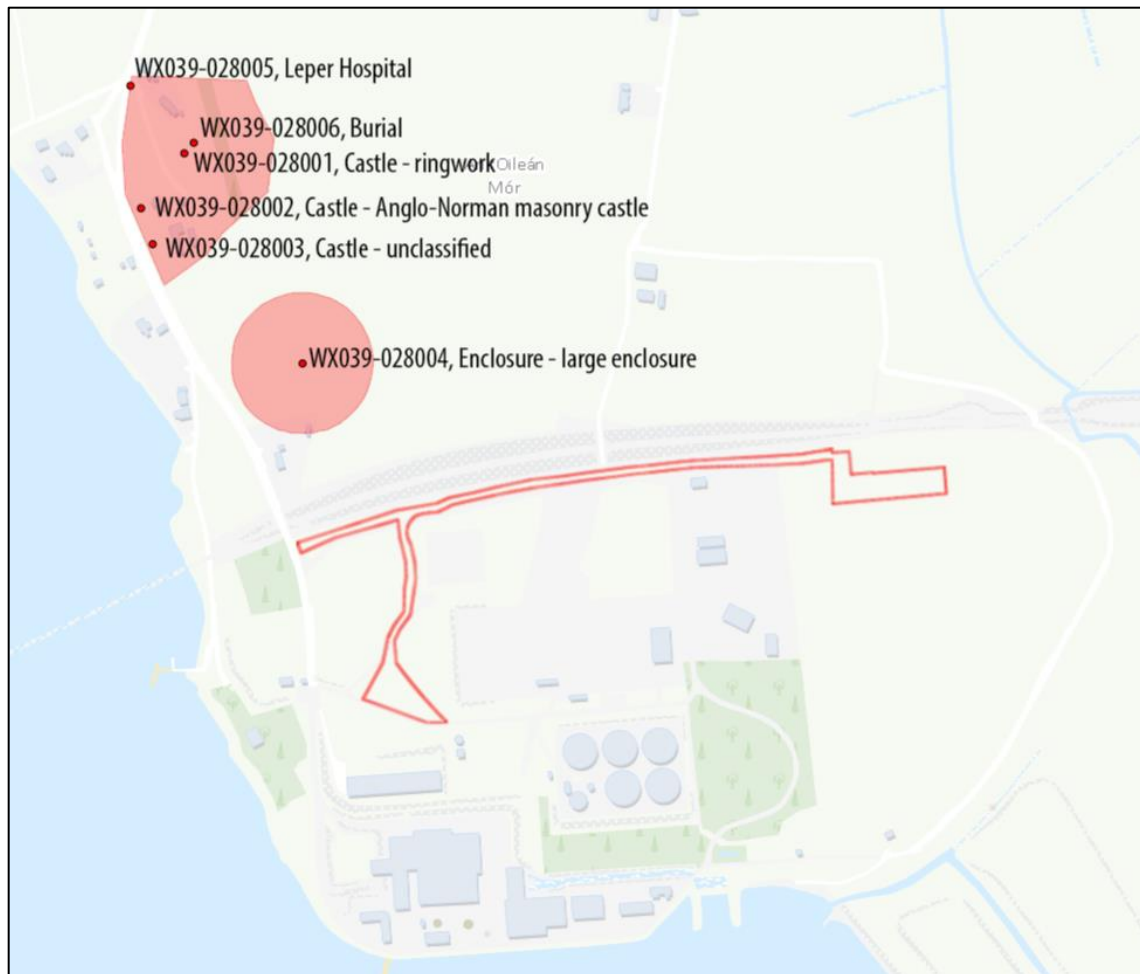 WX039-028005, Leper Hospital
WX039-028006, Burial
WX039-028001, Castle - ringwork
Oileán
Mór
WX039-028002, Castle - Anglo-Norman masonry castle
WX039-028003, Castle - unclassified
WX039-028004, Enclosure - large enclosure